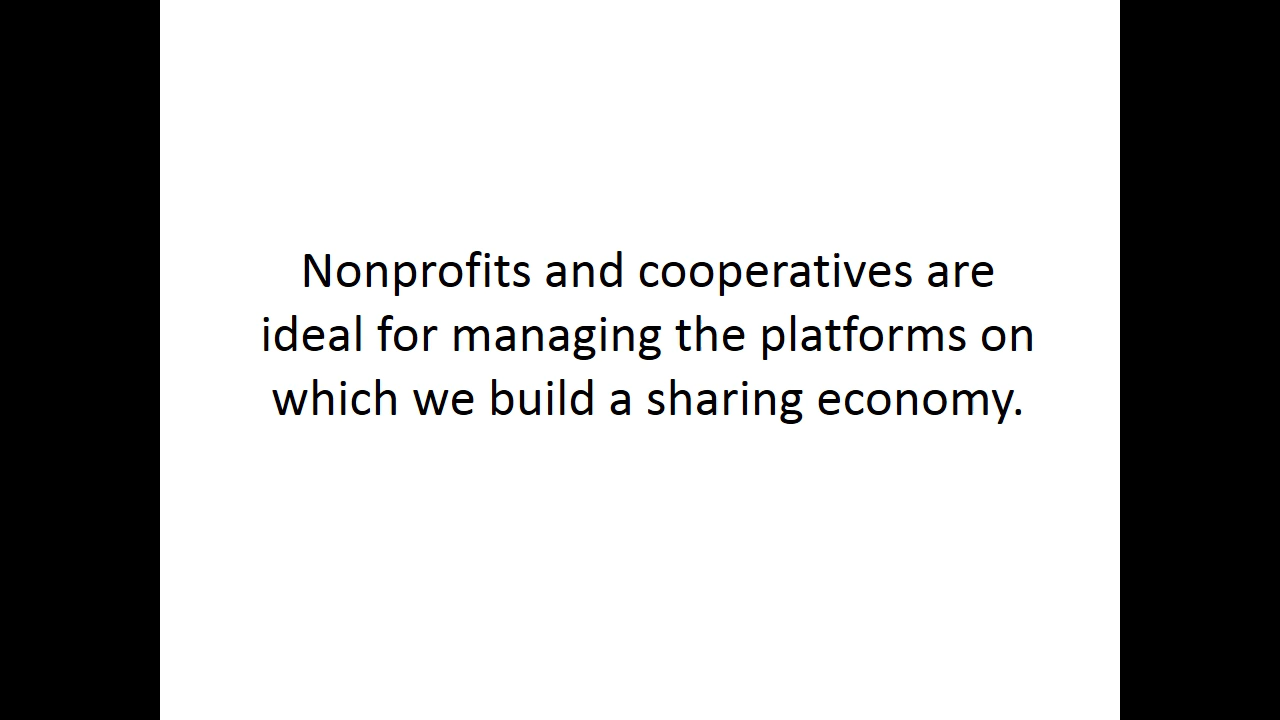 Nonprofits and cooperatives are
ideal for managing the platforms on
which we build a sharing economy.